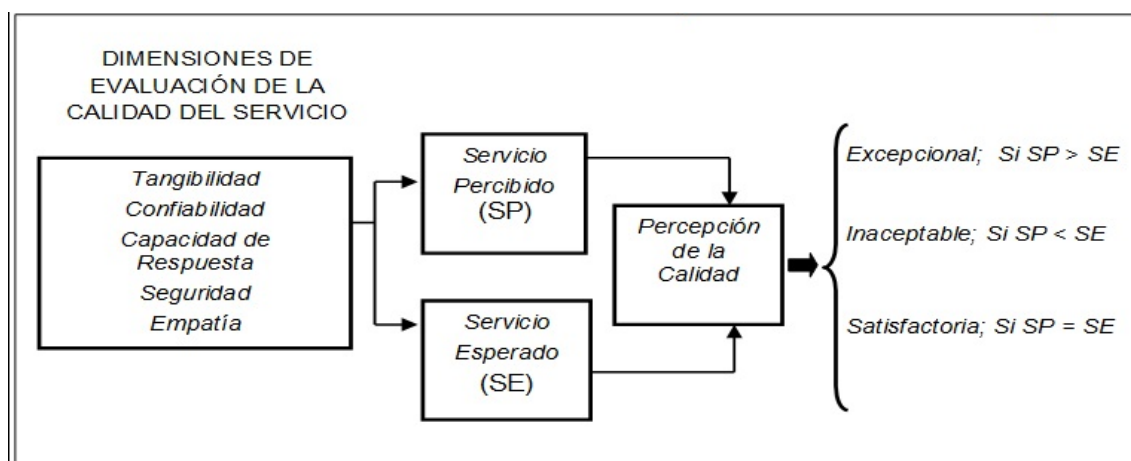 DIMENSIONES DE
EVALUACIÓN DE LA
CALIDAD DEL SERVICIO
Tangibilidad
Confiabilidad
Capacidad de
Respuesta
Seguridad
Empatía
Servicio
Percibido
(SP)
Servicio
Esperado
(SE)
Percepción
de la
Calidad
Excepcional; Si SP > SE
Inaceptable; Si SP < SE
Satisfactoria; Si SP = SE